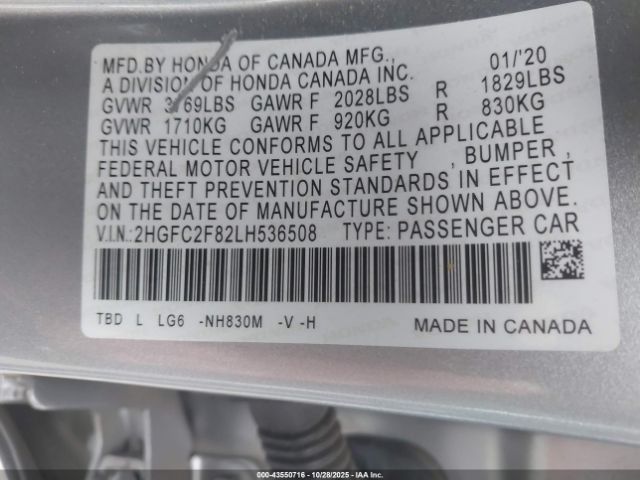 MFD.BY HONDA OF CANADA MFG., 01/'20
A DIVISION OF HONDA CANADA INC.
GVWR 3769LBS GAWR F 2028LBS R 1829LBS
GVWR 1710KG GAWR F 920KG R 830KG
THIS VEHICLE CONFORMS TO ALL APPLICABLE
FEDERAL MOTOR VEHICLE SAFETY , BUMPER ,
AND THEFT PREVENTION STANDARDS IN EFFECT
ON THE DATE OF MANUFACTURE SHOWN ABOVE.
V.I.N.:2HGFC2F82LH536508 TYPE: PASSENGER CAR
TBD L LG6 -NH830M -V -H MADE IN CANADA
000-43550716 - 10/28/2025 - IAAI, Inc.